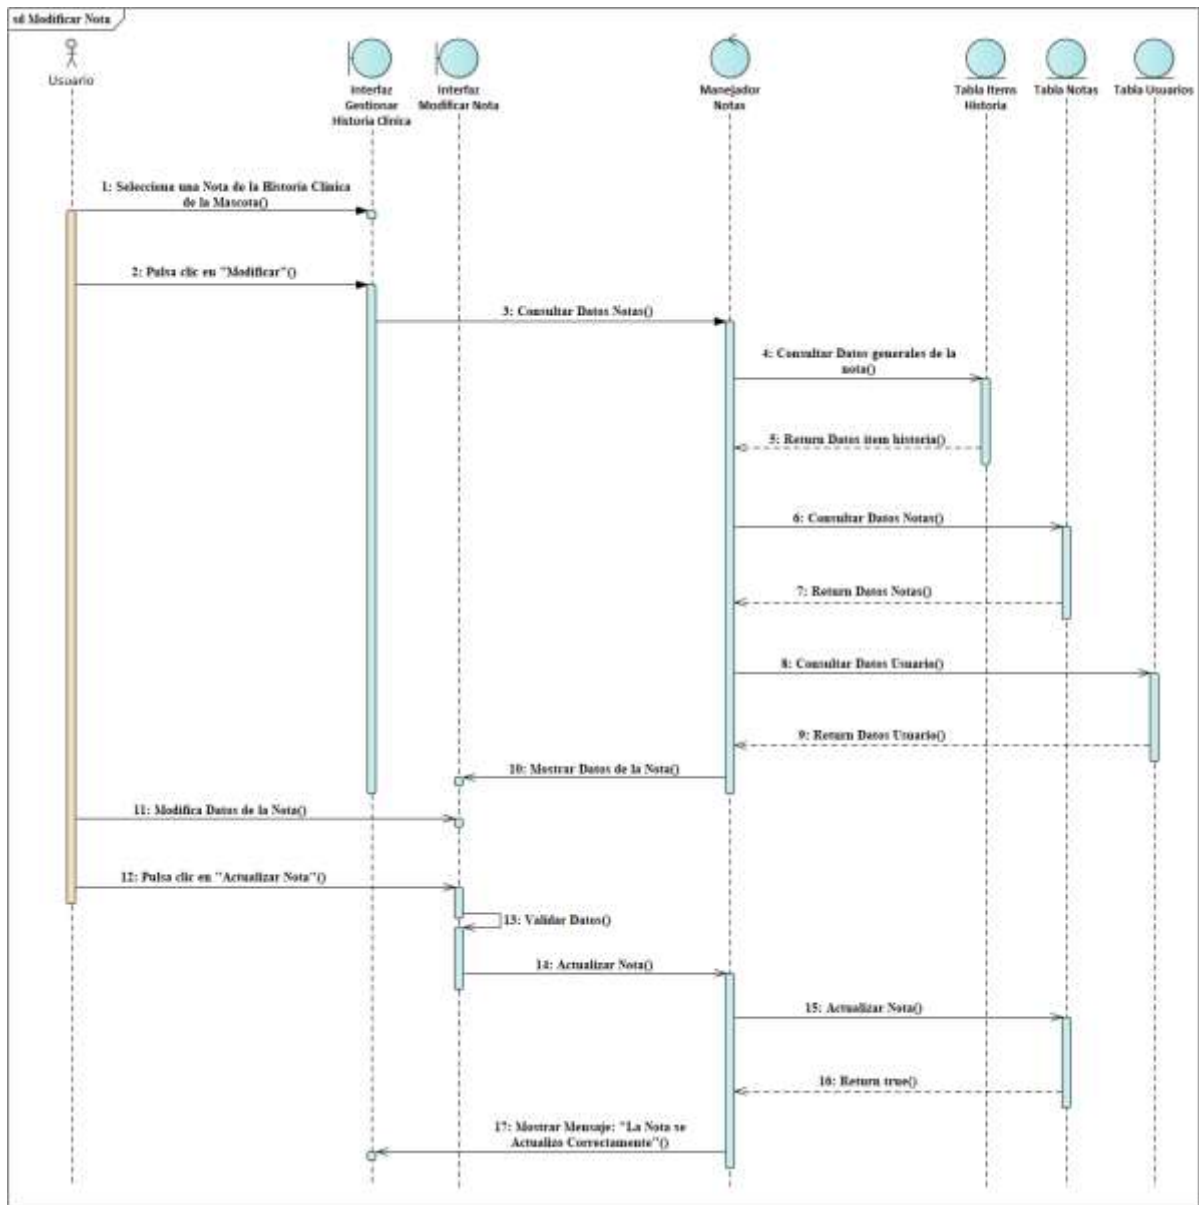 sd Modificar Nota
Usuario
Interfaz
Gestionar
Historia Clínica
Interfaz
Modificar Nota
Manejador
Notas
Tabla Items
Historia
Tabla Notas
Tabla Usuarios
1: Selecciona una Nota de la Historia Clínica
de la Mascota()
2: Pulsa clic en "Modificar"()
3: Consultar Datos Notas()
4: Consultar Datos generales de la
nota()
5: Return Datos item historia()
6: Consultar Datos Notas()
7: Return Datos Notas()
8: Consultar Datos Usuario()
9: Return Datos Usuario()
10: Mostrar Datos de la Nota()
11: Modifica Datos de la Nota()
12: Pulsa clic en "Actualizar Nota"()
13: Validar Datos()
14: Actualizar Nota()
15: Actualizar Nota()
16: Return true()
17: Mostrar Mensaje: "La Nota se
Actualizo Correctamente"()